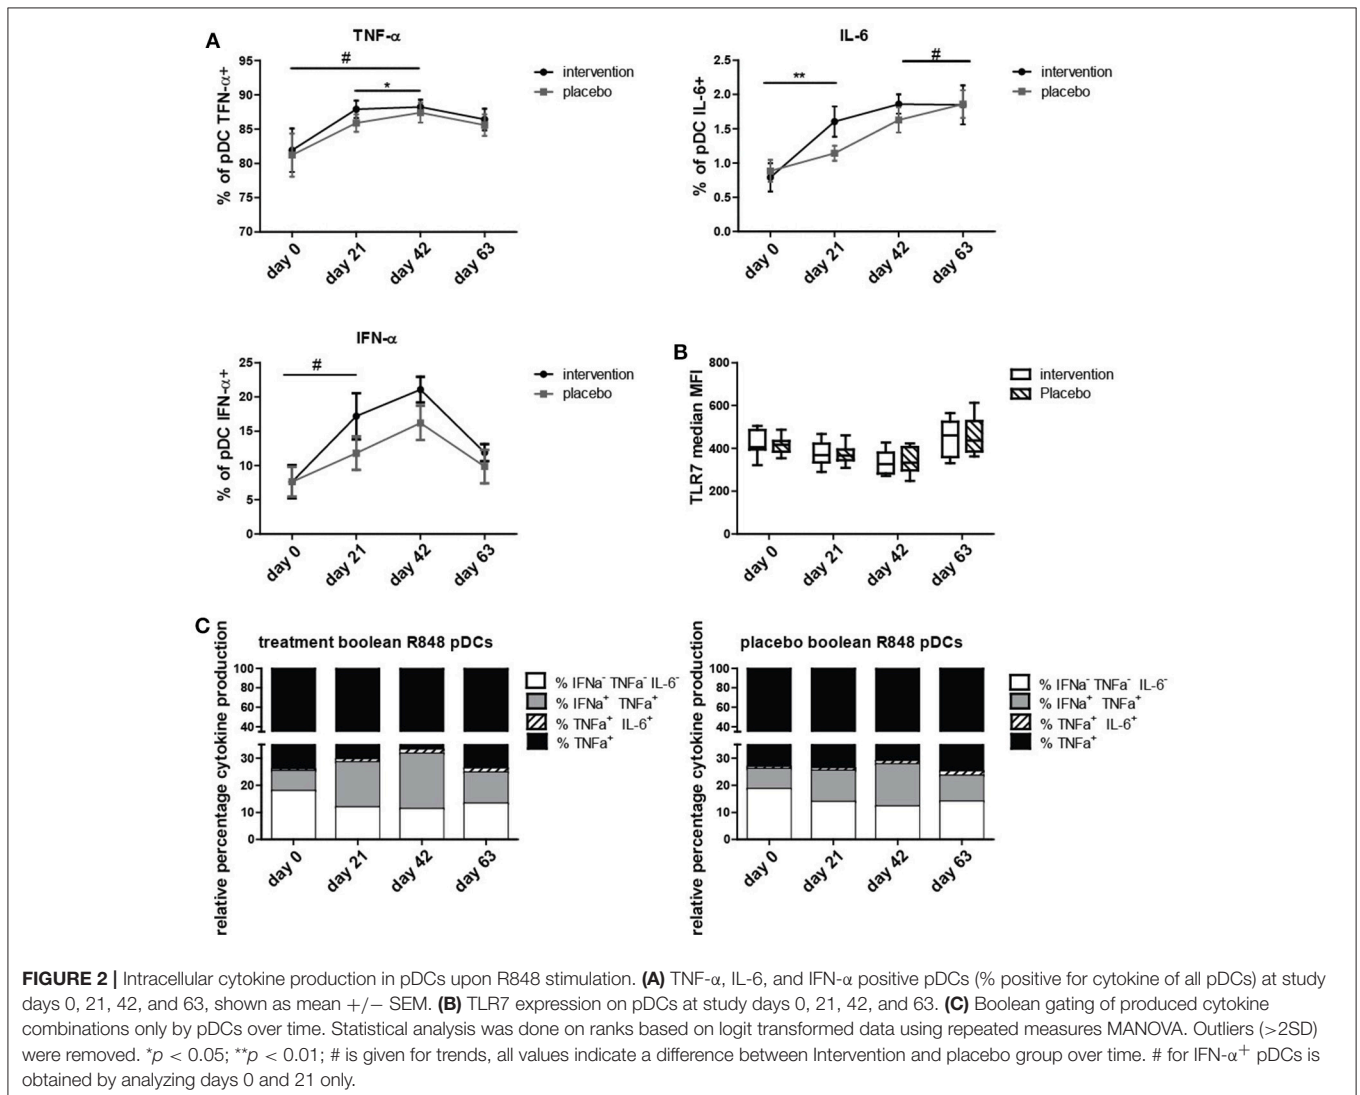 A
TNF-α
#
*
% of pDC TFN-α+
95
90
85
80
75
70
day 0
day 21
day 42
day 63
intervention
placebo
IL-6
**
#
% of pDC IL-6+
2.5
2.0
1.5
1.0
0.5
0.0
day 0
day 21
day 42
day 63
intervention
placebo
IFN-α
#
% of pDC IFN-α+
25
20
15
10
5
0
day 0
day 21
day 42
day 63
intervention
placebo
B
TLR7 median MFI
800
600
400
200
0
day 0
day 21
day 42
day 63
intervention
Placebo
C
treatment boolean R848 pDCs
relative percentage cytokine production
100
80
60
40
30
20
10
0
day 0
day 21
day 42
day 63
% IFNa⁻ TNFa⁻ IL-6⁻
% IFNa⁺ TNFa⁺
% TNFa⁺ IL-6⁺
% TNFa⁺
placebo boolean R848 pDCs
relative percentage cytokine production
100
80
60
40
30
20
10
0
day 0
day 21
day 42
day 63
% IFNa⁻ TNFa⁻ IL-6⁻
% IFNa⁺ TNFa⁺
% TNFa⁺ IL-6⁺
% TNFa⁺
FIGURE 2 | Intracellular cytokine production in pDCs upon R848 stimulation. (A) TNF-α, IL-6, and IFN-α positive pDCs (% positive for cytokine of all pDCs) at study
days 0, 21, 42, and 63, shown as mean +/− SEM. (B) TLR7 expression on pDCs at study days 0, 21, 42, and 63. (C) Boolean gating of produced cytokine
combinations only by pDCs over time. Statistical analysis was done on ranks based on logit transformed data using repeated measures MANOVA. Outliers (>2SD)
were removed. *p < 0.05; **p < 0.01; # is given for trends, all values indicate a difference between Intervention and placebo group over time. # for IFN-α⁺ pDCs is
obtained by analyzing days 0 and 21 only.